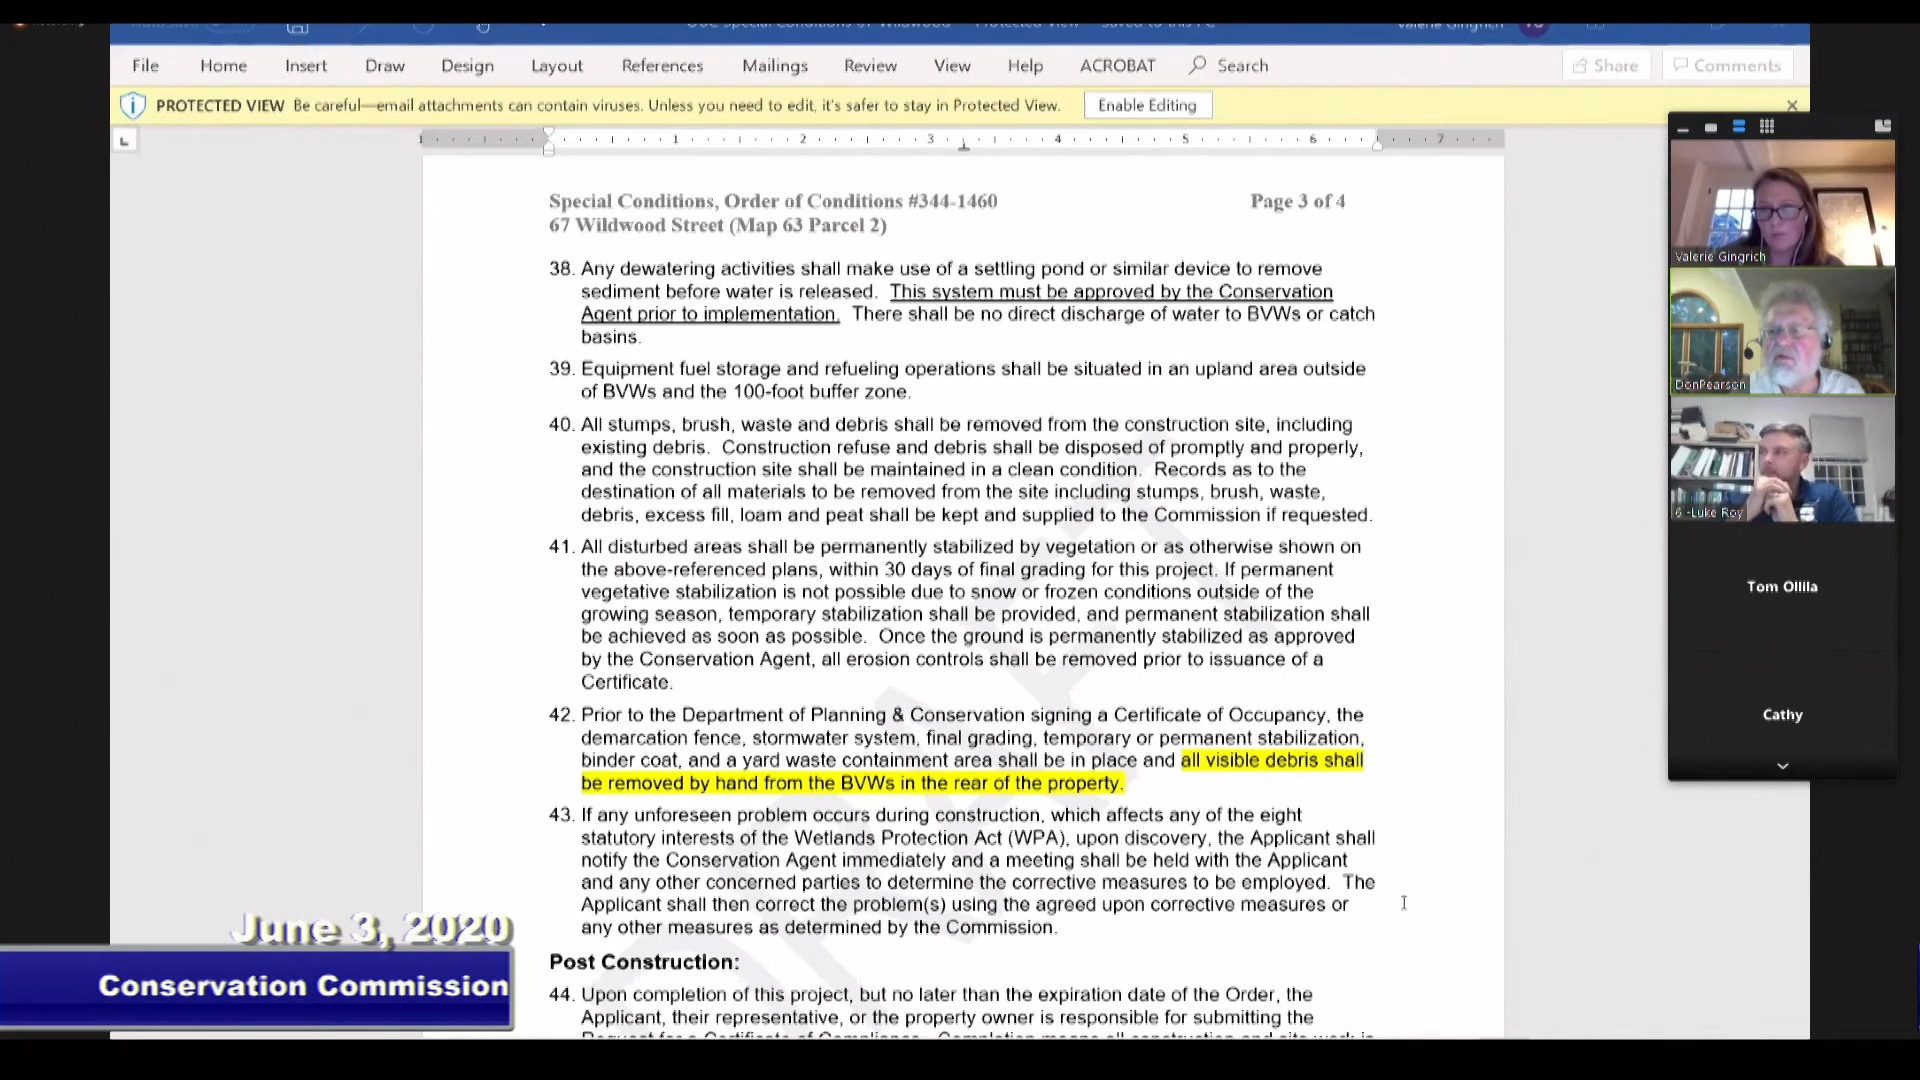 File Home Insert Draw Design Layout References Mailings Review View Help ACROBAT Search Share Comments
PROTECTED VIEW Be careful—email attachments can contain viruses. Unless you need to edit, it's safer to stay in Protected View. Enable Editing
1 1 2 3 4 5 6 7
Special Conditions, Order of Conditions #344-1460 Page 3 of 4
67 Wildwood Street (Map 63 Parcel 2)
38. Any dewatering activities shall make use of a settling pond or similar device to remove
sediment before water is released. This system must be approved by the Conservation
Agent prior to implementation. There shall be no direct discharge of water to BVWs or catch
basins.
39. Equipment fuel storage and refueling operations shall be situated in an upland area outside
of BVWs and the 100-foot buffer zone.
40. All stumps, brush, waste and debris shall be removed from the construction site, including
existing debris. Construction refuse and debris shall be disposed of promptly and properly,
and the construction site shall be maintained in a clean condition. Records as to the
destination of all materials to be removed from the site including stumps, brush, waste,
debris, excess fill, loam and peat shall be kept and supplied to the Commission if requested.
41. All disturbed areas shall be permanently stabilized by vegetation or as otherwise shown on
the above-referenced plans, within 30 days of final grading for this project. If permanent
vegetative stabilization is not possible due to snow or frozen conditions outside of the
growing season, temporary stabilization shall be provided, and permanent stabilization shall
be achieved as soon as possible. Once the ground is permanently stabilized as approved
by the Conservation Agent, all erosion controls shall be removed prior to issuance of a
Certificate.
42. Prior to the Department of Planning & Conservation signing a Certificate of Occupancy, the
demarcation fence, stormwater system, final grading, temporary or permanent stabilization,
binder coat, and a yard waste containment area shall be in place and all visible debris shall
be removed by hand from the BVWs in the rear of the property.
43. If any unforeseen problem occurs during construction, which affects any of the eight
statutory interests of the Wetlands Protection Act (WPA), upon discovery, the Applicant shall
notify the Conservation Agent immediately and a meeting shall be held with the Applicant
and any other concerned parties to determine the corrective measures to be employed. The
Applicant shall then correct the problem(s) using the agreed upon corrective measures or
any other measures as determined by the Commission.
Post Construction:
44. Upon completion of this project, but no later than the expiration date of the Order, the
Applicant, their representative, or the property owner is responsible for submitting the
DRAFT
Valerie Gingrich
DonPearson
6 -Luke Roy
Tom Ollila
Cathy
June 3, 2020
Conservation Commission